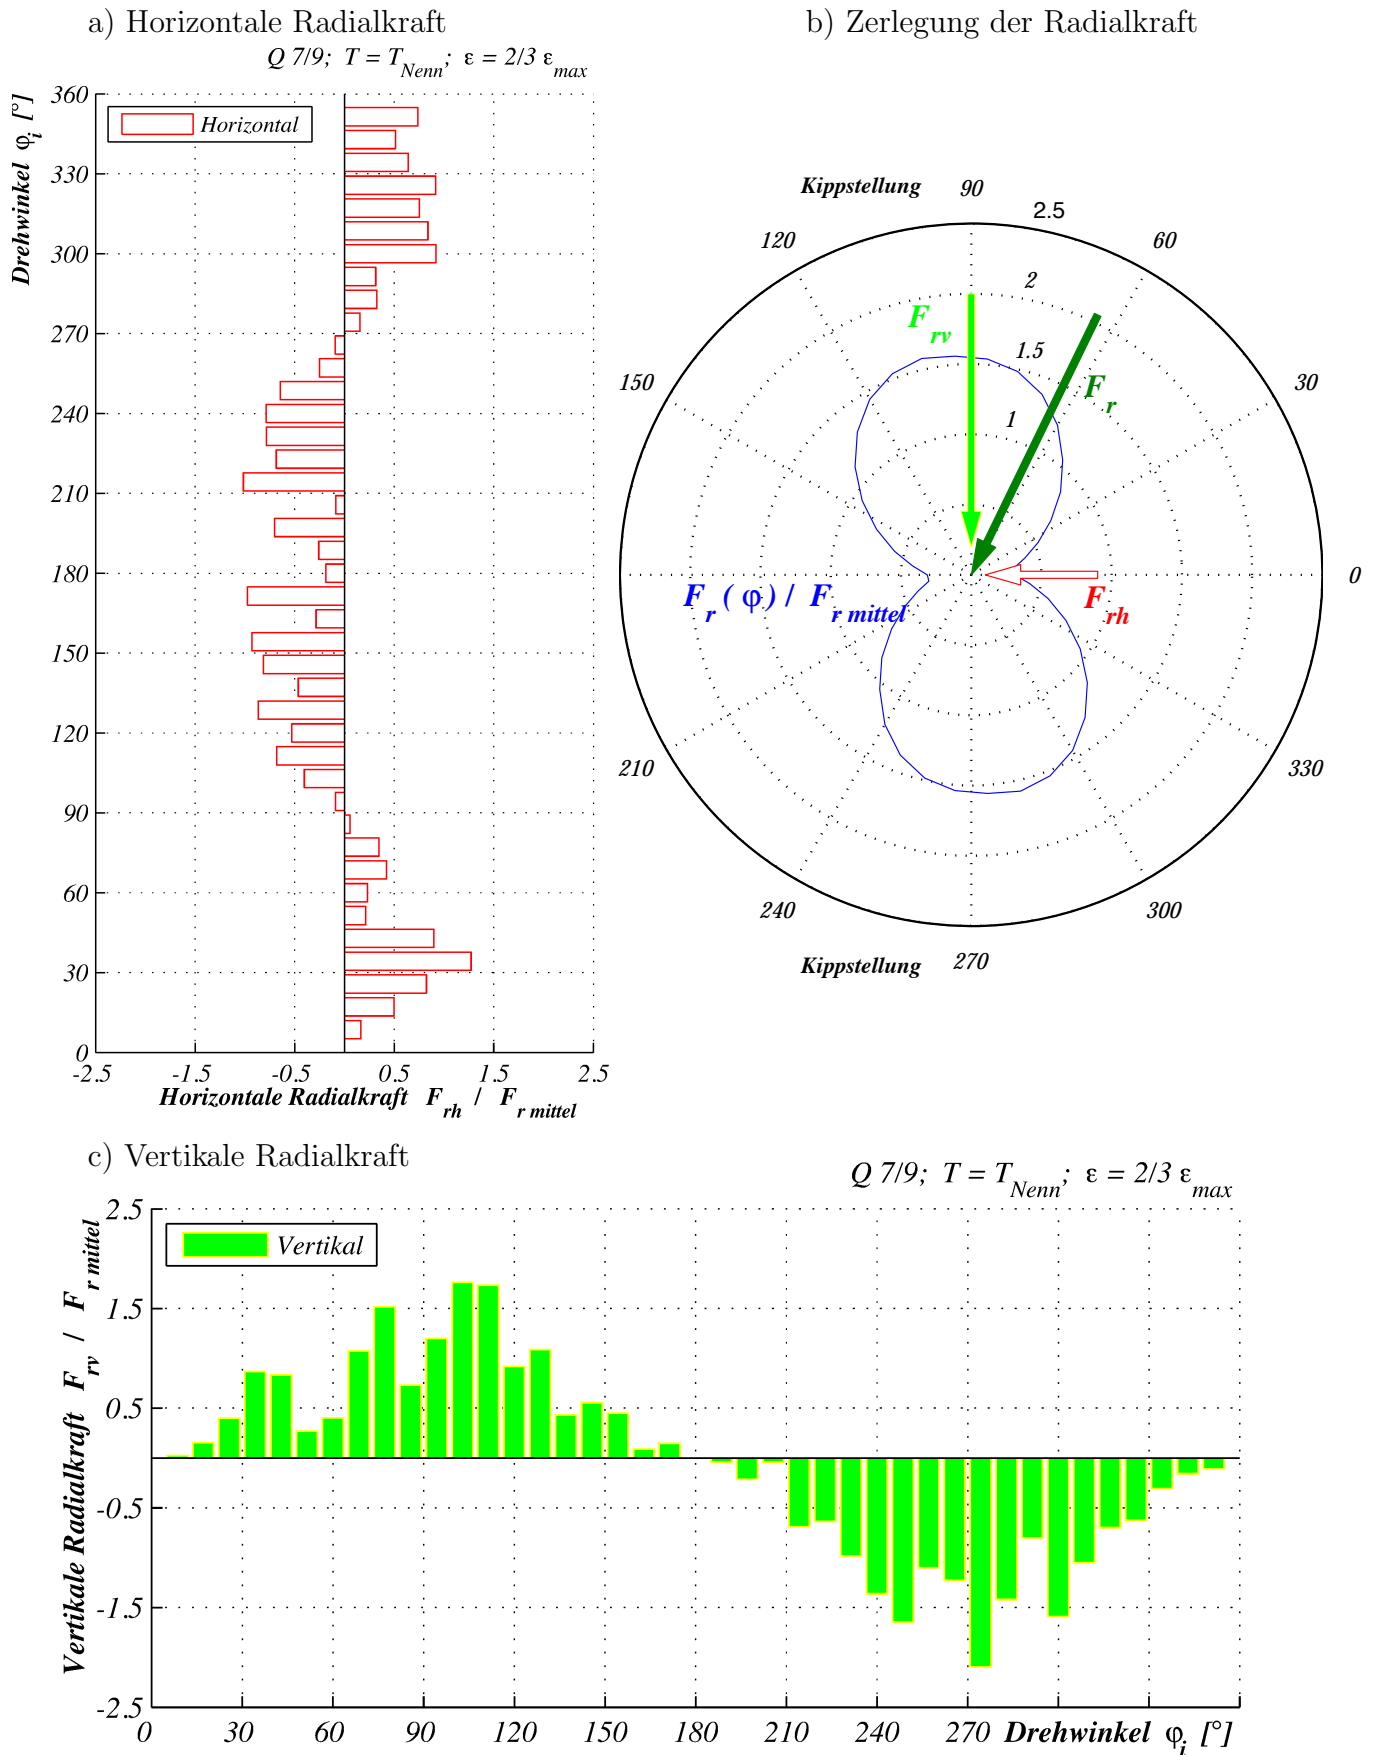 a) Horizontale Radialkraft
Q 7/9; T = T_Nenn; ε = 2/3 ε_max
Drehwinkel φ_i [°]
360
330
300
270
240
210
180
150
120
90
60
30
0
Horizontal
-2.5 -1.5 -0.5 0.5 1.5 2.5
Horizontale Radialkraft F_rh / F_r mittel
b) Zerlegung der Radialkraft
Kippstellung 90
2.5
120 60
2
F_rv
1.5
150 30
F_r
1
0
F_r ( φ ) / F_r mittel
F_rh
210 330
240 300
Kippstellung 270
c) Vertikale Radialkraft
Q 7/9; T = T_Nenn; ε = 2/3 ε_max
Vertikale Radialkraft F_rv / F_r mittel
2.5
1.5
0.5
-0.5
-1.5
-2.5
Vertikal
0 30 60 90 120 150 180 210 240 270 Drehwinkel φ_i [°]